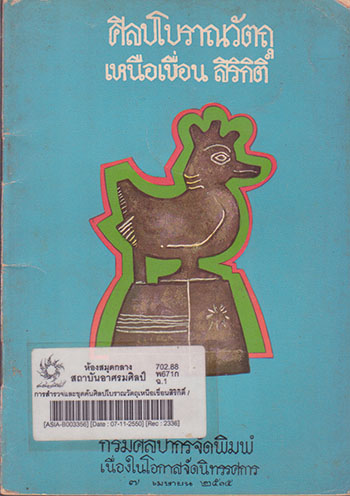 ศิลปโบราณวัตถุ
เหนือเขื่อน สิริกิติ์
ห้องสมุดกลาง
สถาบันอาศรมศิลป์
702.88
พ671ก
ฉ.1
การสำรวจและขุดค้นศิลปโบราณวัตถุเหนือเขื่อนสิริกิติ์ /
[ASIA-B003356] [Date : 07-11-2550] [Rec : 2336]
กรมศิลปากรจัดพิมพ์
เนื่องในโอกาสจัดนิทรรศการ
๗ เมษายน ๒๕๑๕